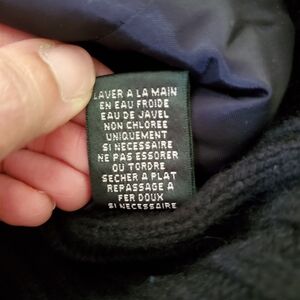 LAVER A LA MAIN
EN EAU FROIDE
EAU DE JAVEL
NON CHLOREE
UNIQUEMENT
SI NECESSAIRE
NE PAS ESSORER
OU TORDRE
SECHER A PLAT
REPASSAGE A
FER DOUX
SI NECESSAIRE